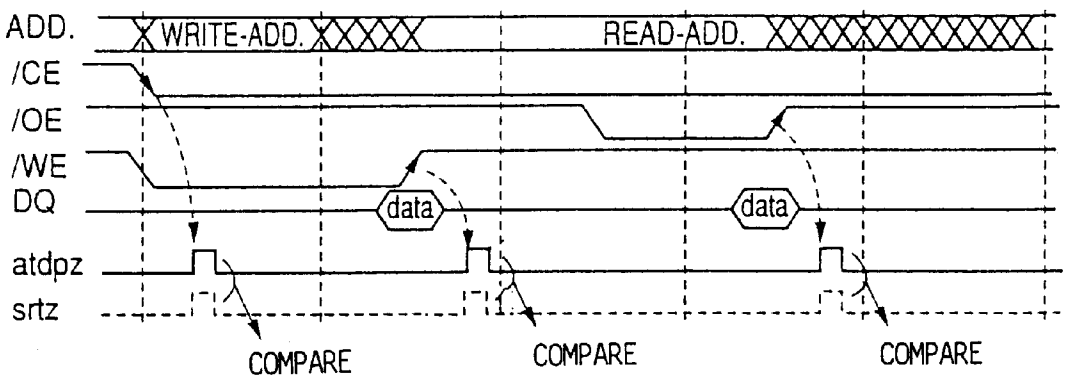 ADD. WRITE-ADD. READ-ADD.
/CE
/OE
/WE
DQ data data
atdpz
srtz
COMPARE COMPARE COMPARE